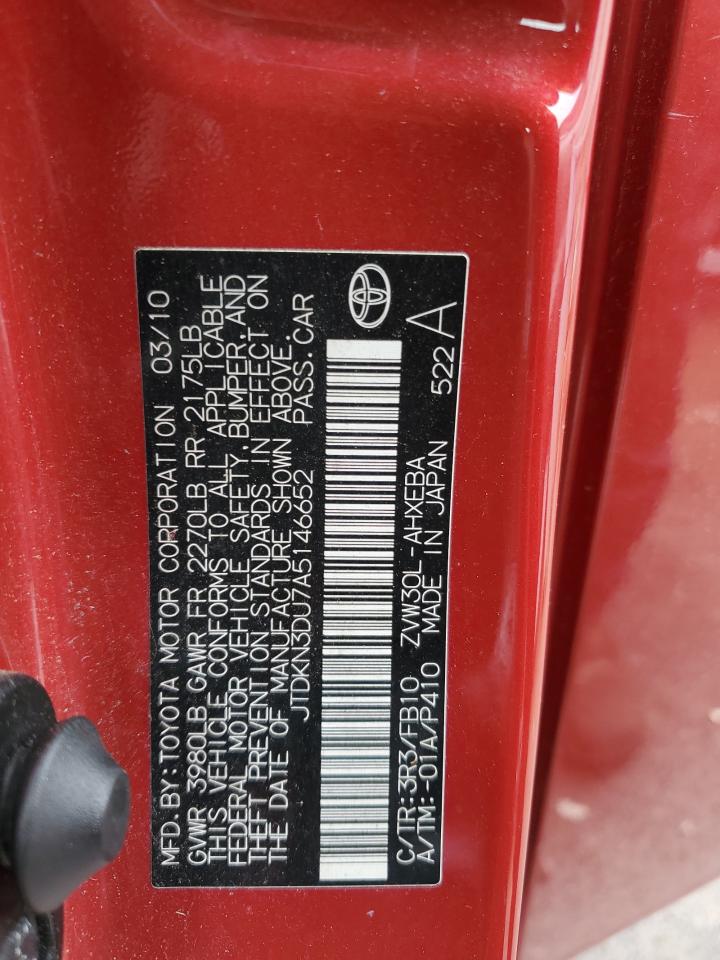 MFD. BY: TOYOTA MOTOR CORPORATION 03/10
GVWR 3980LB GAWR FR 2270LB RR 2175LB
THIS VEHICLE CONFORMS TO ALL APPLICABLE
FEDERAL MOTOR VEHICLE SAFETY, BUMPER, AND
THEFT PREVENTION STANDARDS IN EFFECT ON
THE DATE OF MANUFACTURE SHOWN ABOVE.
JTDKN3DU7A5146652 PASS. CAR
C/TR: 3R3/FB10 ZVW30L-AHXEBA
A/TM: -01A/P410 MADE IN JAPAN 522 A